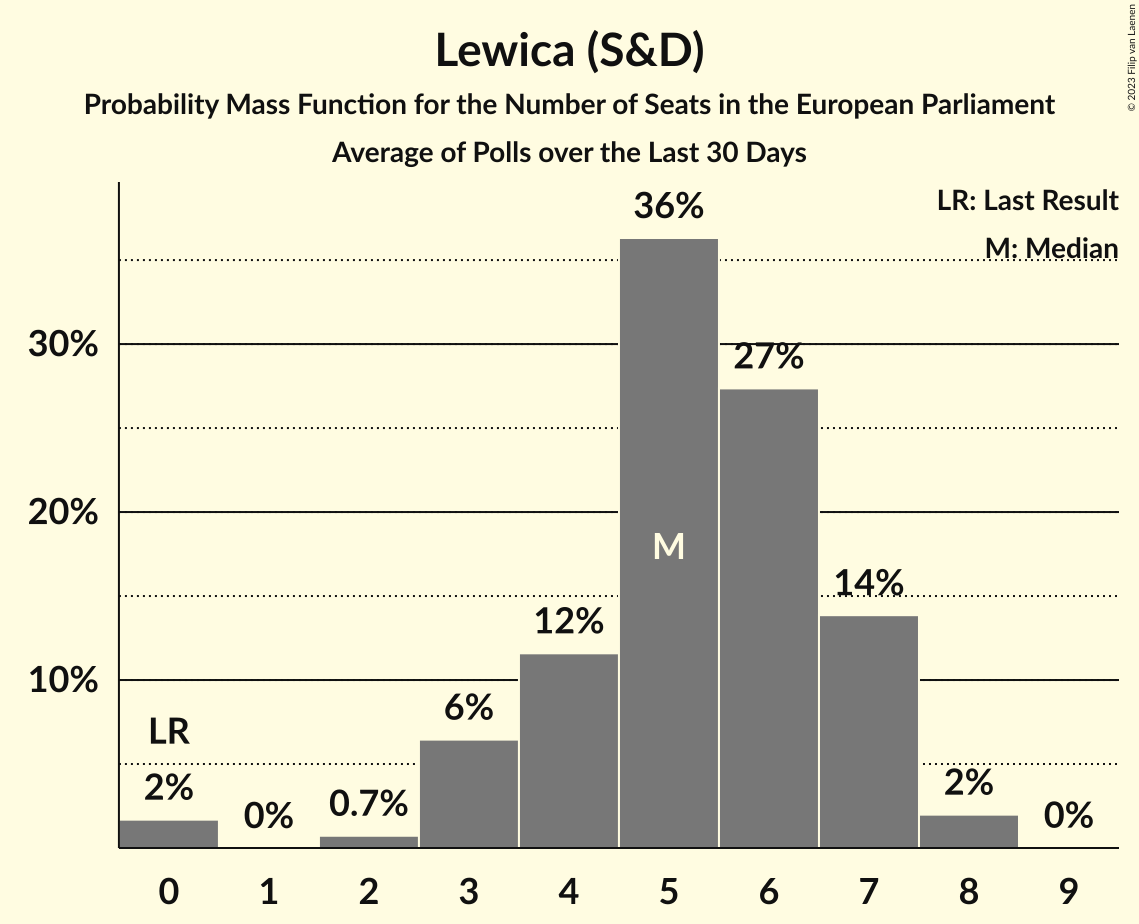 Lewica (S&D)
Probability Mass Function for the Number of Seats in the European Parliament
Average of Polls over the Last 30 Days
© 2023 Filip van Laenen
LR: Last Result
M: Median
36%
30%
27%
20%
M
14%
12%
10%
6%
LR
2%
0%
0.7%
2%
0%
0 1 2 3 4 5 6 7 8 9